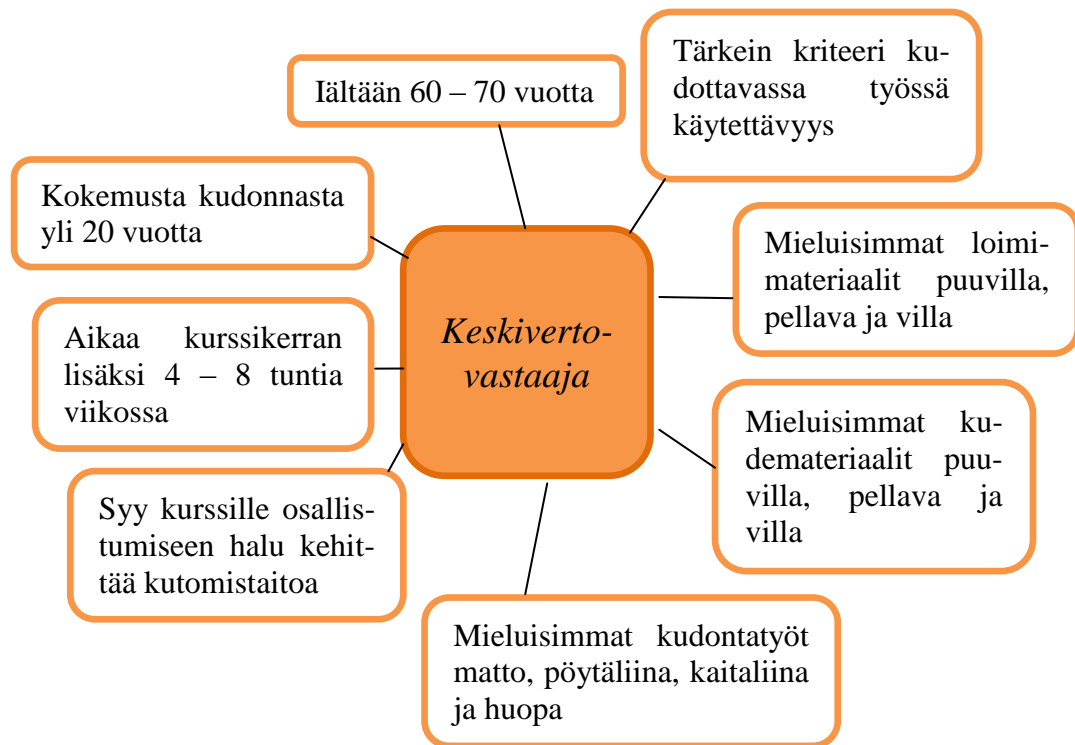 Iältään 60 – 70 vuotta
Tärkein kriteeri ku-
dottavassa työssä
käytettävyys
Kokemusta kudonnasta
yli 20 vuotta
Mieluisimmat loimi-
materiaalit puuvilla,
pellava ja villa
Keskiverto-
vastaaja
Aikaa kurssikerran
lisäksi 4 – 8 tuntia
viikossa
Mieluisimmat ku-
demateriaalit puu-
villa, pellava ja
villa
Syy kurssille osallis-
tumiseen halu kehit-
tää kutomistaitoa
Mieluisimmat kudontatyöt
matto, pöytäliina, kaitaliina
ja huopa